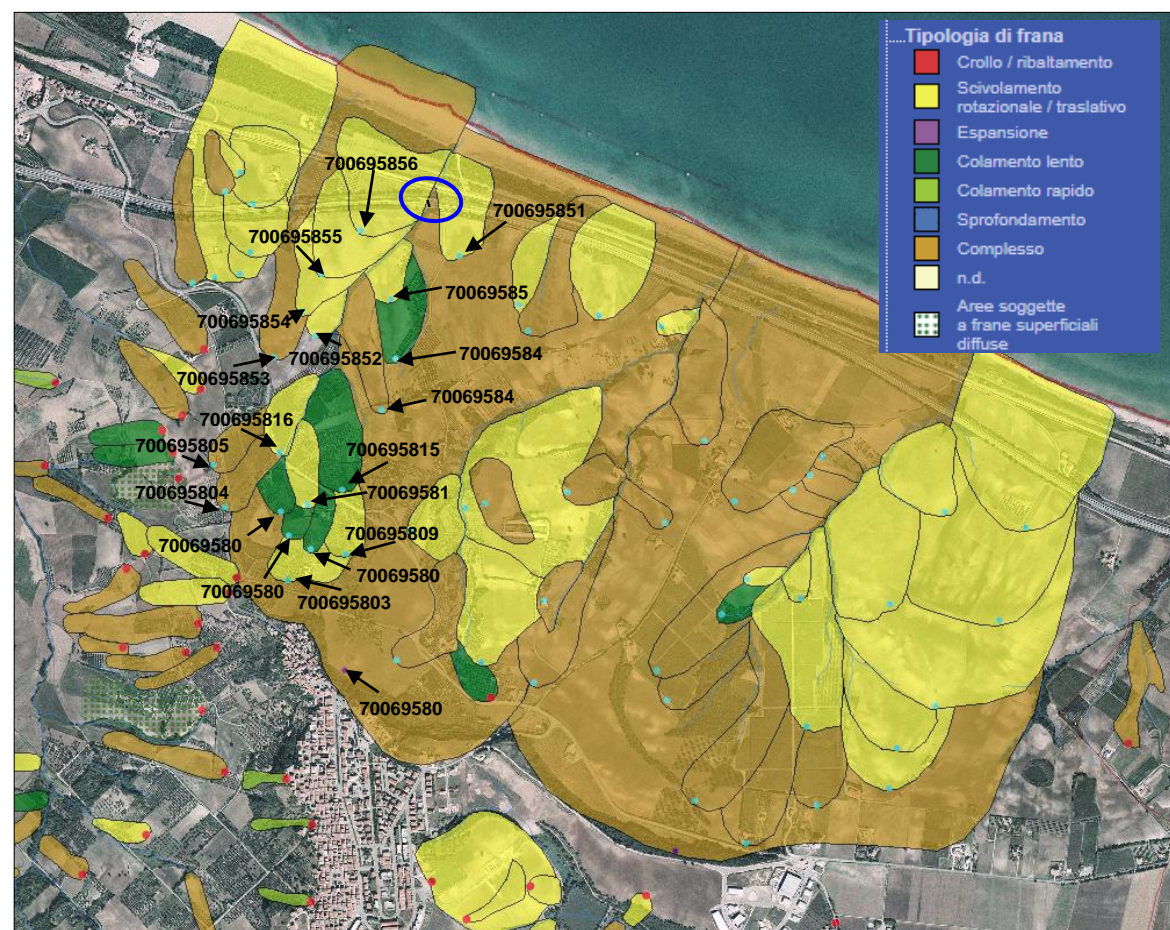 Tipologia di frana
Crollo / ribaltamento
Scivolamento
rotazionale / traslativo
Espansione
Colamento lento
Colamento rapido
Sprofondamento
Complesso
n.d.
Aree soggette
a frane superficiali
diffuse
700695856
700695851
700695855
70069585
700695854
700695852
70069584
700695853
70069584
700695816
700695805
700695815
700695804
70069581
700695809
70069580
70069580
70069580
700695803
70069580